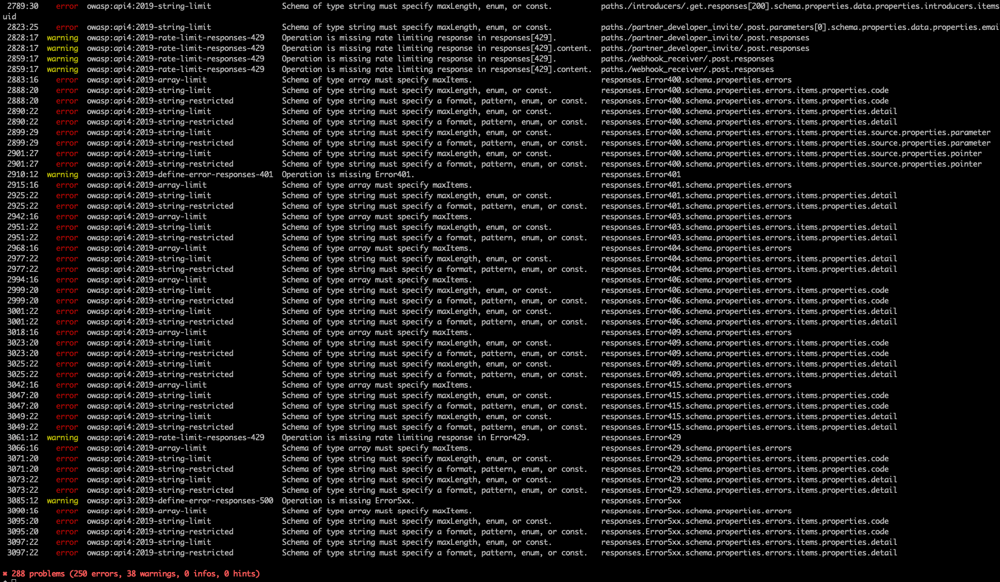 2789:30 error owasp:api4:2019-string-limit Schema of type string must specify maxLength, enum, or const. paths./introducers/.get.responses[200].schema.properties.data.properties.introducers.items
uid
2823:25 error owasp:api4:2019-string-limit Schema of type string must specify maxLength, enum, or const. paths./partner_developer_invite/.post.parameters[0].schema.properties.data.properties.emai
2828:17 warning owasp:api4:2019-rate-limit-responses-429 Operation is missing rate limiting response in responses[429]. paths./partner_developer_invite/.post.responses
2828:17 warning owasp:api4:2019-rate-limit-responses-429 Operation is missing rate limiting response in responses[429].content. paths./partner_developer_invite/.post.responses
2859:17 warning owasp:api4:2019-rate-limit-responses-429 Operation is missing rate limiting response in responses[429]. paths./webhook_receiver/.post.responses
2859:17 warning owasp:api4:2019-rate-limit-responses-429 Operation is missing rate limiting response in responses[429].content. paths./webhook_receiver/.post.responses
2883:16 error owasp:api4:2019-array-limit Schema of type array must specify maxItems. responses.Error400.schema.properties.errors
2888:20 error owasp:api4:2019-string-limit Schema of type string must specify maxLength, enum, or const. responses.Error400.schema.properties.errors.items.properties.code
2888:20 error owasp:api4:2019-string-restricted Schema of type string must specify a format, pattern, enum, or const. responses.Error400.schema.properties.errors.items.properties.code
2890:22 error owasp:api4:2019-string-limit Schema of type string must specify maxLength, enum, or const. responses.Error400.schema.properties.errors.items.properties.detail
2890:22 error owasp:api4:2019-string-restricted Schema of type string must specify a format, pattern, enum, or const. responses.Error400.schema.properties.errors.items.properties.detail
2899:29 error owasp:api4:2019-string-limit Schema of type string must specify maxLength, enum, or const. responses.Error400.schema.properties.errors.items.properties.source.properties.parameter
2899:29 error owasp:api4:2019-string-restricted Schema of type string must specify a format, pattern, enum, or const. responses.Error400.schema.properties.errors.items.properties.source.properties.parameter
2901:27 error owasp:api4:2019-string-limit Schema of type string must specify maxLength, enum, or const. responses.Error400.schema.properties.errors.items.properties.source.properties.pointer
2901:27 error owasp:api4:2019-string-restricted Schema of type string must specify a format, pattern, enum, or const. responses.Error400.schema.properties.errors.items.properties.source.properties.pointer
2910:12 warning owasp:api3:2019-define-error-responses-401 Operation is missing Error401. responses.Error401
2915:16 error owasp:api4:2019-array-limit Schema of type array must specify maxItems. responses.Error401.schema.properties.errors
2925:22 error owasp:api4:2019-string-limit Schema of type string must specify maxLength, enum, or const. responses.Error401.schema.properties.errors.items.properties.detail
2925:22 error owasp:api4:2019-string-restricted Schema of type string must specify a format, pattern, enum, or const. responses.Error401.schema.properties.errors.items.properties.detail
2942:16 error owasp:api4:2019-array-limit Schema of type array must specify maxItems. responses.Error403.schema.properties.errors
2951:22 error owasp:api4:2019-string-limit Schema of type string must specify maxLength, enum, or const. responses.Error403.schema.properties.errors.items.properties.detail
2951:22 error owasp:api4:2019-string-restricted Schema of type string must specify a format, pattern, enum, or const. responses.Error403.schema.properties.errors.items.properties.detail
2968:16 error owasp:api4:2019-array-limit Schema of type array must specify maxItems. responses.Error404.schema.properties.errors
2977:22 error owasp:api4:2019-string-limit Schema of type string must specify maxLength, enum, or const. responses.Error404.schema.properties.errors.items.properties.detail
2977:22 error owasp:api4:2019-string-restricted Schema of type string must specify a format, pattern, enum, or const. responses.Error404.schema.properties.errors.items.properties.detail
2994:16 error owasp:api4:2019-array-limit Schema of type array must specify maxItems. responses.Error406.schema.properties.errors
2999:20 error owasp:api4:2019-string-limit Schema of type string must specify maxLength, enum, or const. responses.Error406.schema.properties.errors.items.properties.code
2999:20 error owasp:api4:2019-string-restricted Schema of type string must specify a format, pattern, enum, or const. responses.Error406.schema.properties.errors.items.properties.code
3001:22 error owasp:api4:2019-string-limit Schema of type string must specify maxLength, enum, or const. responses.Error406.schema.properties.errors.items.properties.detail
3001:22 error owasp:api4:2019-string-restricted Schema of type string must specify a format, pattern, enum, or const. responses.Error406.schema.properties.errors.items.properties.detail
3018:16 error owasp:api4:2019-array-limit Schema of type array must specify maxItems. responses.Error409.schema.properties.errors
3023:20 error owasp:api4:2019-string-limit Schema of type string must specify maxLength, enum, or const. responses.Error409.schema.properties.errors.items.properties.code
3023:20 error owasp:api4:2019-string-restricted Schema of type string must specify a format, pattern, enum, or const. responses.Error409.schema.properties.errors.items.properties.code
3025:22 error owasp:api4:2019-string-limit Schema of type string must specify maxLength, enum, or const. responses.Error409.schema.properties.errors.items.properties.detail
3025:22 error owasp:api4:2019-string-restricted Schema of type string must specify a format, pattern, enum, or const. responses.Error409.schema.properties.errors.items.properties.detail
3042:16 error owasp:api4:2019-array-limit Schema of type array must specify maxItems. responses.Error415.schema.properties.errors
3047:20 error owasp:api4:2019-string-limit Schema of type string must specify maxLength, enum, or const. responses.Error415.schema.properties.errors.items.properties.code
3047:20 error owasp:api4:2019-string-restricted Schema of type string must specify a format, pattern, enum, or const. responses.Error415.schema.properties.errors.items.properties.code
3049:22 error owasp:api4:2019-string-limit Schema of type string must specify maxLength, enum, or const. responses.Error415.schema.properties.errors.items.properties.detail
3049:22 error owasp:api4:2019-string-restricted Schema of type string must specify a format, pattern, enum, or const. responses.Error415.schema.properties.errors.items.properties.detail
3061:12 warning owasp:api4:2019-rate-limit-responses-429 Operation is missing rate limiting response in Error429. responses.Error429
3066:16 error owasp:api4:2019-array-limit Schema of type array must specify maxItems. responses.Error429.schema.properties.errors
3071:20 error owasp:api4:2019-string-limit Schema of type string must specify maxLength, enum, or const. responses.Error429.schema.properties.errors.items.properties.code
3071:20 error owasp:api4:2019-string-restricted Schema of type string must specify a format, pattern, enum, or const. responses.Error429.schema.properties.errors.items.properties.code
3073:22 error owasp:api4:2019-string-limit Schema of type string must specify maxLength, enum, or const. responses.Error429.schema.properties.errors.items.properties.detail
3073:22 error owasp:api4:2019-string-restricted Schema of type string must specify a format, pattern, enum, or const. responses.Error429.schema.properties.errors.items.properties.detail
3085:12 warning owasp:api3:2019-define-error-responses-500 Operation is missing Error5xx. responses.Error5xx
3090:16 error owasp:api4:2019-array-limit Schema of type array must specify maxItems. responses.Error5xx.schema.properties.errors
3095:20 error owasp:api4:2019-string-limit Schema of type string must specify maxLength, enum, or const. responses.Error5xx.schema.properties.errors.items.properties.code
3095:20 error owasp:api4:2019-string-restricted Schema of type string must specify a format, pattern, enum, or const. responses.Error5xx.schema.properties.errors.items.properties.code
3097:22 error owasp:api4:2019-string-limit Schema of type string must specify maxLength, enum, or const. responses.Error5xx.schema.properties.errors.items.properties.detail
3097:22 error owasp:api4:2019-string-restricted Schema of type string must specify a format, pattern, enum, or const. responses.Error5xx.schema.properties.errors.items.properties.detail
✖ 288 problems (250 errors, 38 warnings, 0 infos, 0 hints)